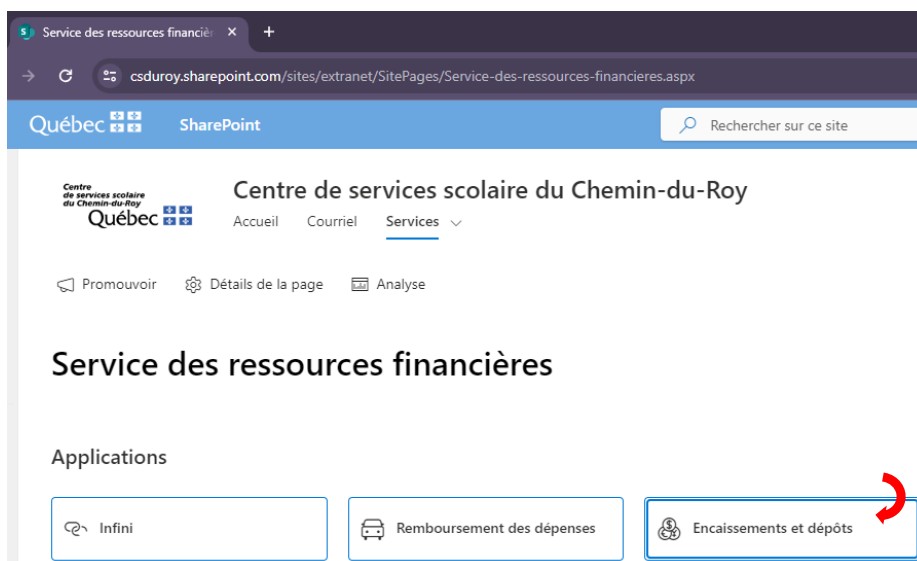 Service des ressources financièr
csduroy.sharepoint.com/sites/extranet/SitePages/Service-des-ressources-financieres.aspx
Québec SharePoint Rechercher sur ce site
Centre
de services scolaire
du Chemin-du-Roy
Québec
Centre de services scolaire du Chemin-du-Roy
Accueil Courriel Services
Promouvoir Détails de la page Analyse
Service des ressources financières
Applications
Infini Remboursement des dépenses Encaissements et dépôts